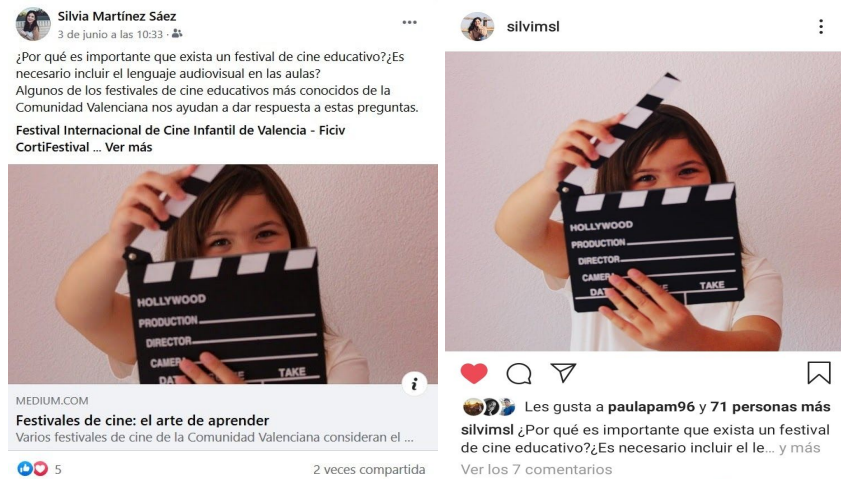 Silvia Martínez Sáez
3 de junio a las 10:33 ·
¿Por qué es importante que exista un festival de cine educativo?¿Es
necesario incluir el lenguaje audiovisual en las aulas?
Algunos de los festivales de cine educativos más conocidos de la
Comunidad Valenciana nos ayudan a dar respuesta a estas preguntas.
Festival Internacional de Cine Infantil de Valencia - Ficiv
CortiFestival ... Ver más
HOLLYWOOD
PRODUCTION
DIRECTOR
CAMERA
DAT
TAKE
MEDIUM.COM
Festivales de cine: el arte de aprender
Varios festivales de cine de la Comunidad Valenciana consideran el ...
5
2 veces compartida
silvimsl
HOLLYWOOD
PRODUCTION
DIRECTOR
CAMERA
DAT
TAKE
Les gusta a paulapam96 y 71 personas más
silvimsl ¿Por qué es importante que exista un festival
de cine educativo?¿Es necesario incluir el le... y más
Ver los 7 comentarios